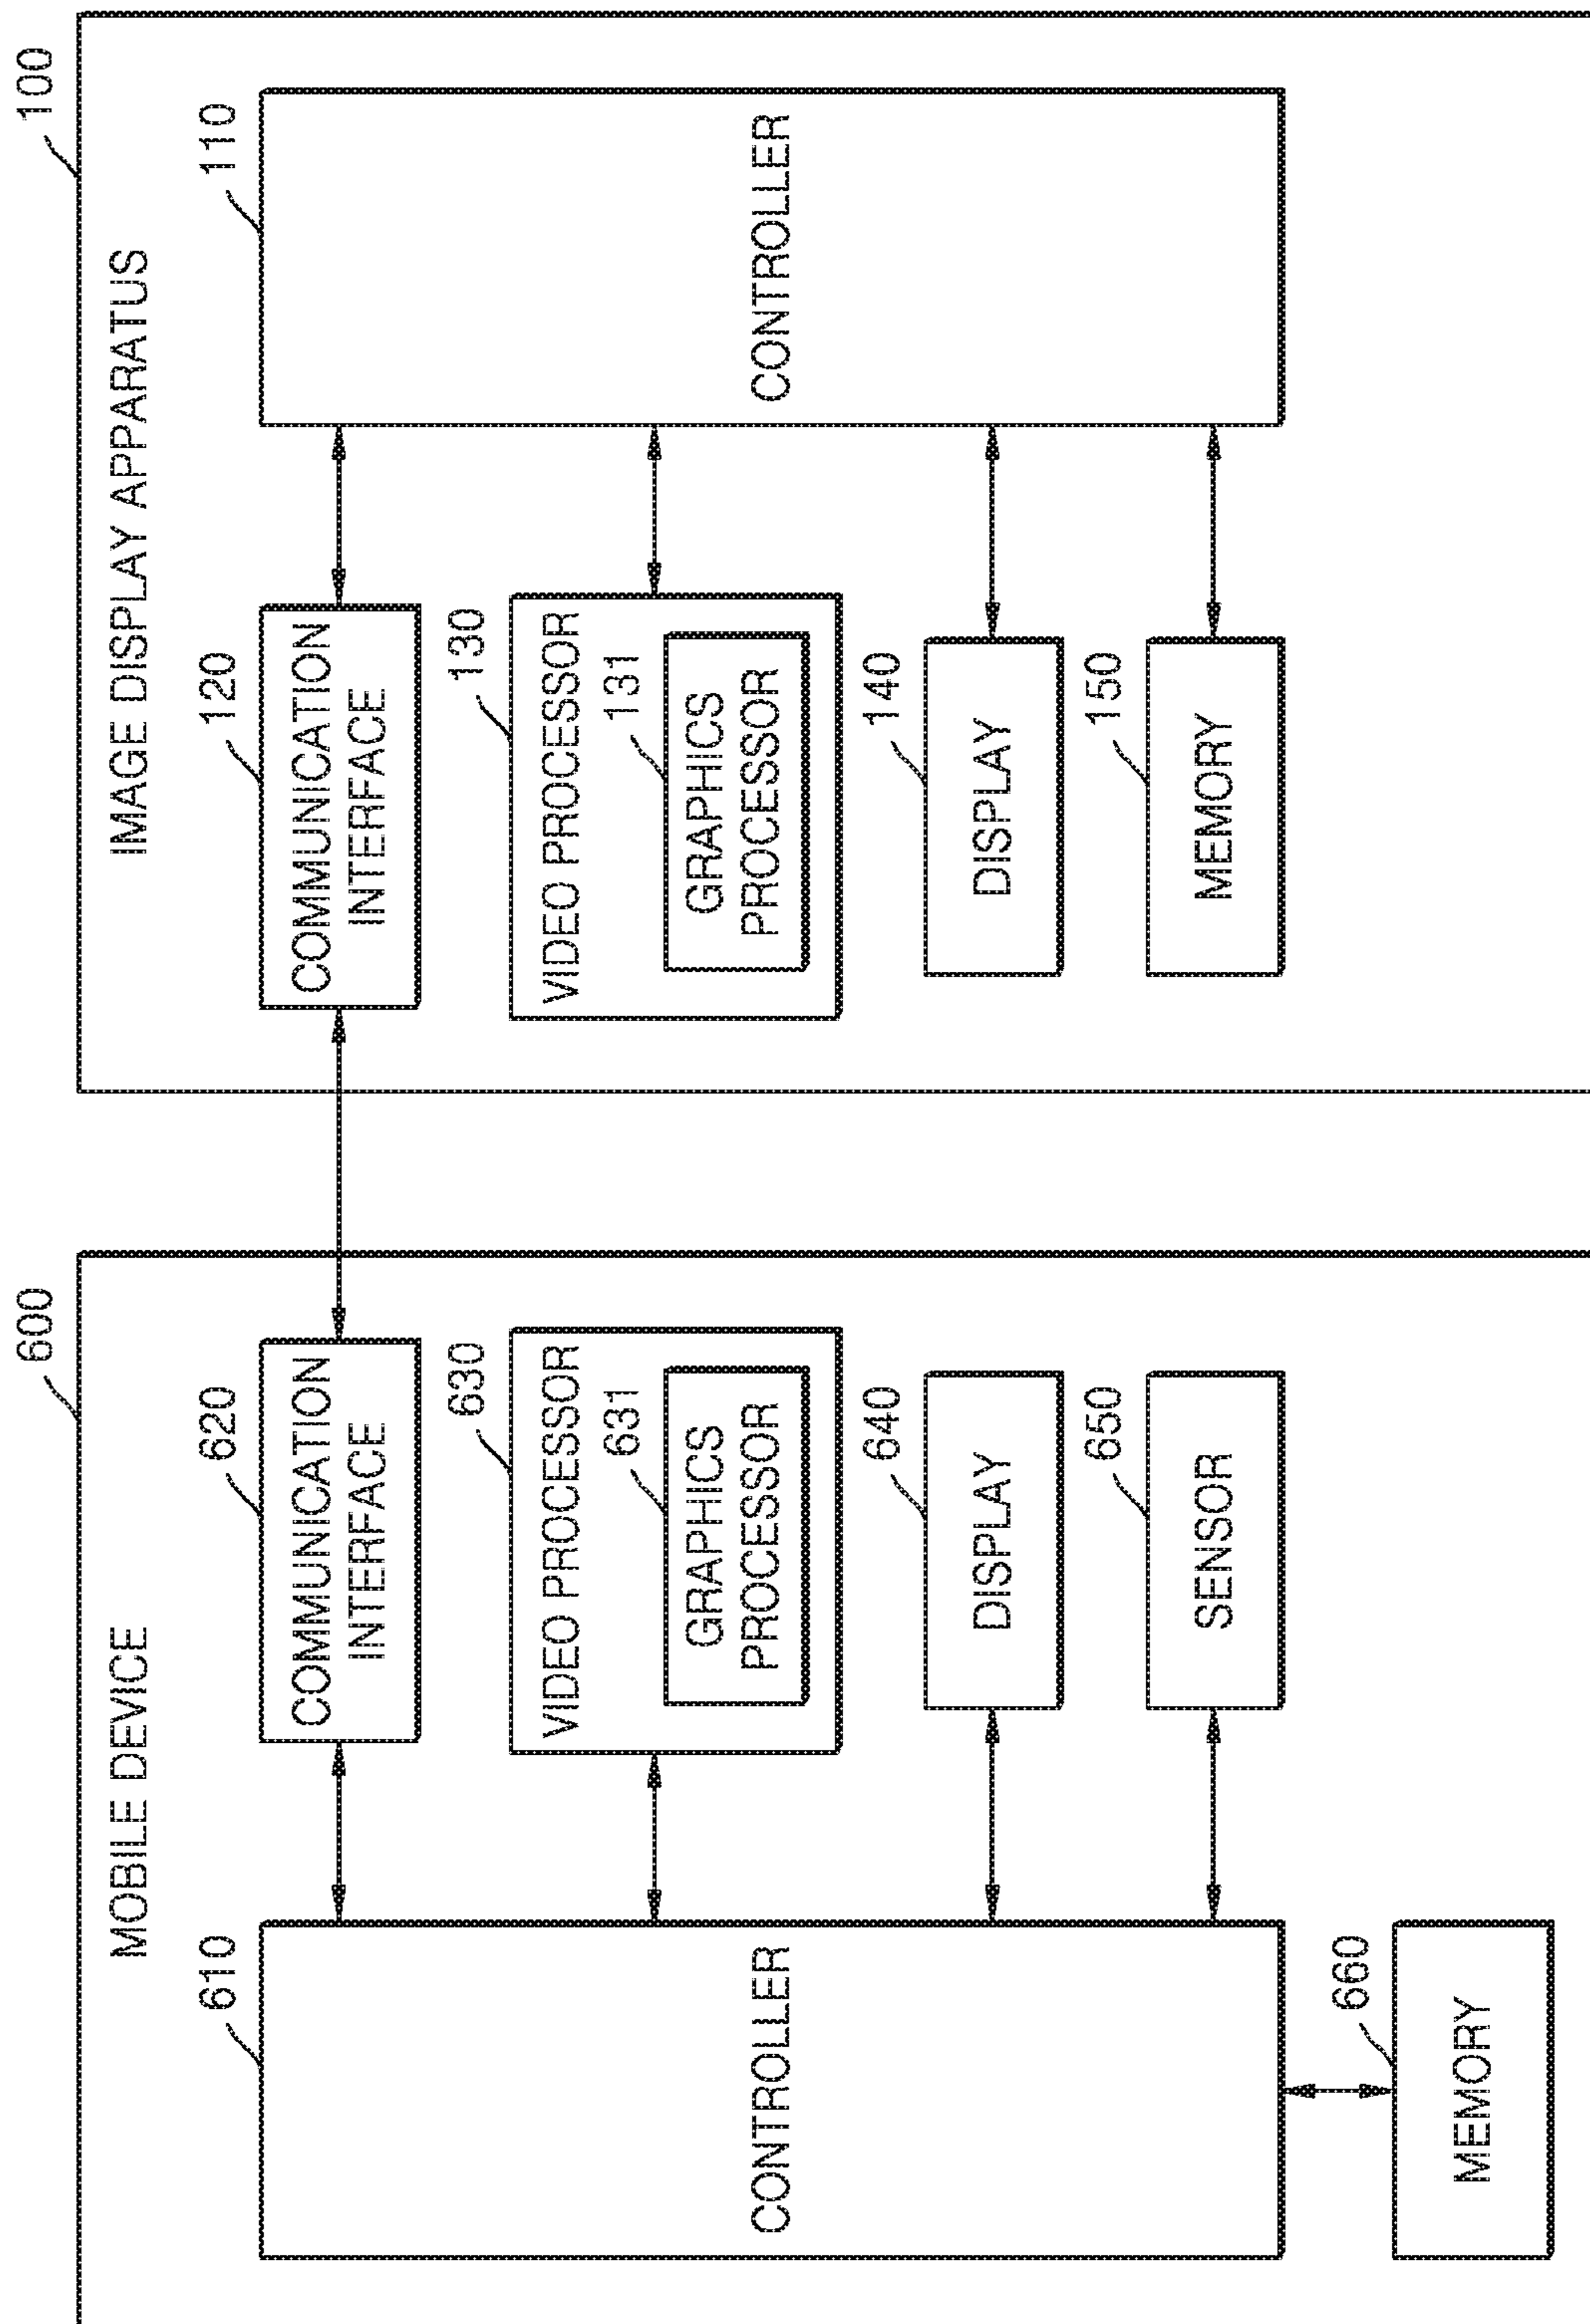 600
MOBILE DEVICE
610
CONTROLLER
620
COMMUNICATION
INTERFACE
630
VIDEO PROCESSOR
631
GRAPHICS
PROCESSOR
640
DISPLAY
650
SENSOR
660
MEMORY
100
IMAGE DISPLAY APPARATUS
120
COMMUNICATION
INTERFACE
130
VIDEO PROCESSOR
131
GRAPHICS
PROCESSOR
140
DISPLAY
150
MEMORY
110
CONTROLLER